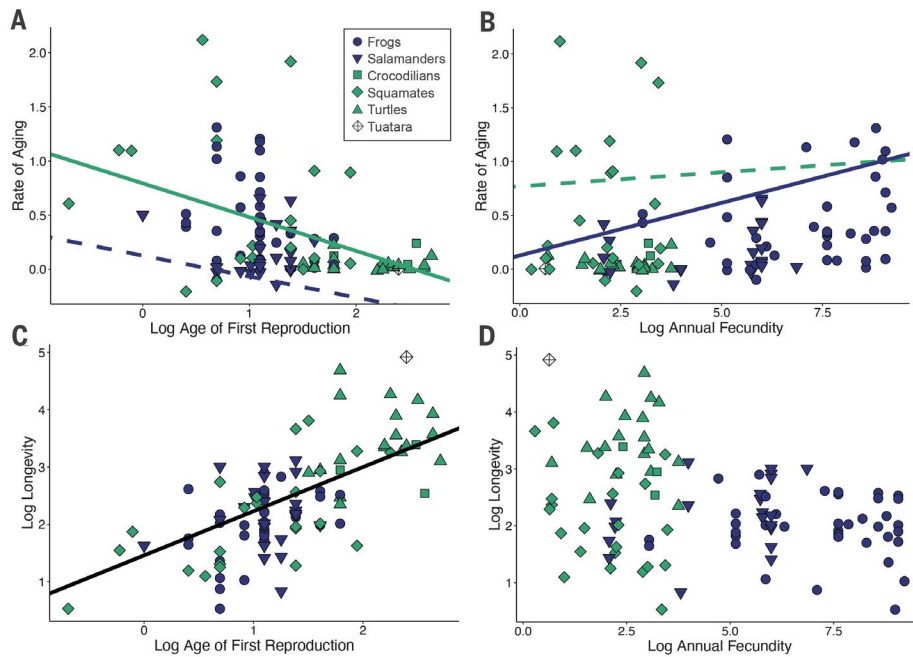 A
Rate of Aging
2.0
1.5
1.0
0.5
0.0
0
1
2
Log Age of First Reproduction
Frogs
Salamanders
Crocodilians
Squamates
Turtles
Tuatara
B
Rate of Aging
2.0
1.5
1.0
0.5
0.0
0.0
2.5
5.0
7.5
Log Annual Fecundity
C
Log Longevity
5
4
3
2
1
0
1
2
Log Age of First Reproduction
D
Log Longevity
5
4
3
2
1
0.0
2.5
5.0
7.5
Log Annual Fecundity